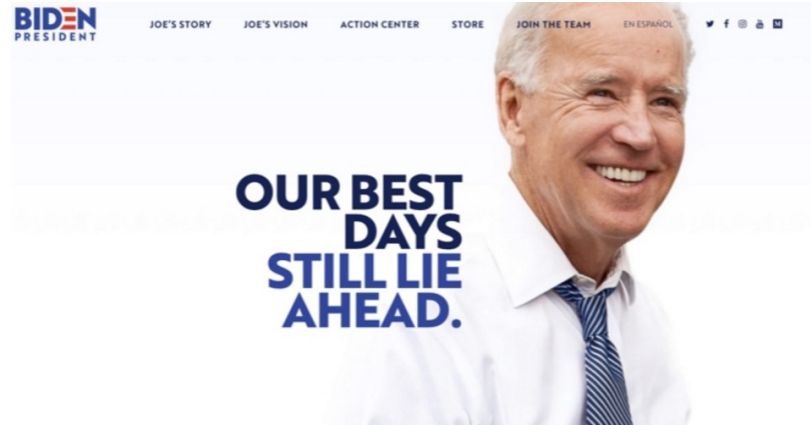 BIDEN
PRESIDENT
JOE'S STORY JOE'S VISION ACTION CENTER STORE JOIN THE TEAM EN ESPAÑOL
OUR BEST
DAYS
STILL LIE
AHEAD.